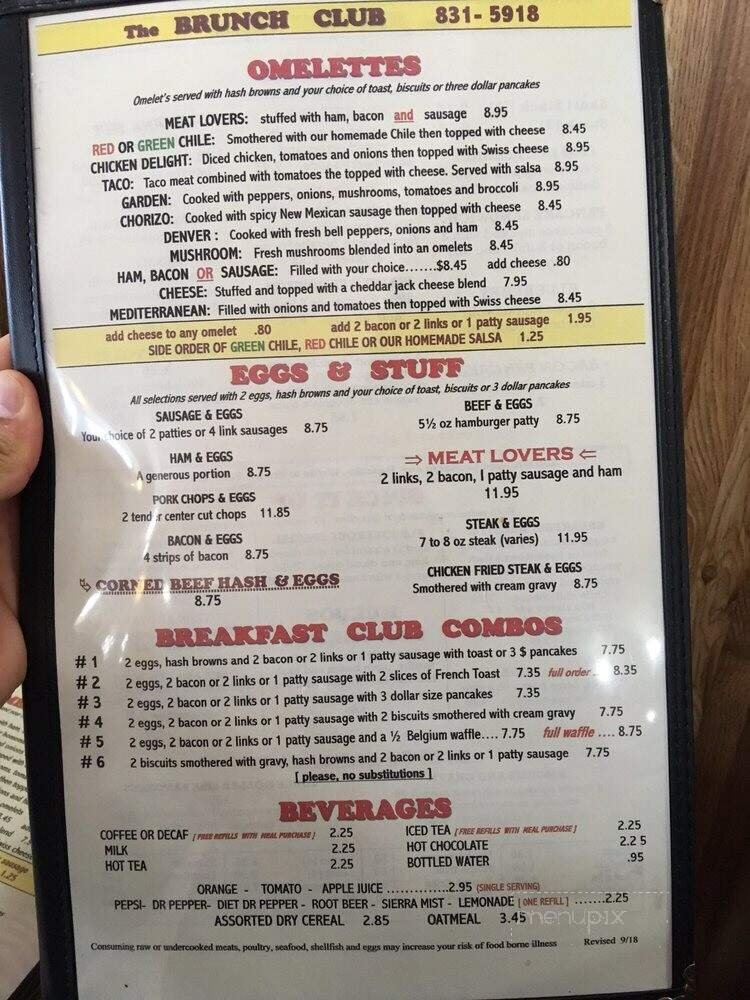 The BRUNCH CLUB 831- 5918
OMELETTES
Omelet's served with hash browns and your choice of toast, biscuits or three dollar pancakes
MEAT LOVERS: stuffed with ham, bacon and sausage 8.95
RED OR GREEN CHILE: Smothered with our homemade Chile then topped with cheese 8.45
CHICKEN DELIGHT: Diced chicken, tomatoes and onions then topped with Swiss cheese 8.95
TACO: Taco meat combined with tomatoes the topped with cheese. Served with salsa 8.95
GARDEN: Cooked with peppers, onions, mushrooms, tomatoes and broccoli 8.95
CHORIZO: Cooked with spicy New Mexican sausage then topped with cheese 8.45
DENVER : Cooked with fresh bell peppers, onions and ham 8.45
MUSHROOM: Fresh mushrooms blended into an omelets 8.45
HAM, BACON OR SAUSAGE: Filled with your choice.......$8.45 add cheese .80
CHEESE: Stuffed and topped with a cheddar jack cheese blend 7.95
MEDITERRANEAN: Filled with onions and tomatoes then topped with Swiss cheese 8.45
add cheese to any omelet .80 add 2 bacon or 2 links or 1 patty sausage 1.95
SIDE ORDER OF GREEN CHILE, RED CHILE OR OUR HOMEMADE SALSA 1.25
EGGS & STUFF
All selections served with 2 eggs, hash browns and your choice of toast, biscuits or 3 dollar pancakes
SAUSAGE & EGGS
Your choice of 2 patties or 4 link sausages 8.75
BEEF & EGGS
5½ oz hamburger patty 8.75
HAM & EGGS
A generous portion 8.75
⇒ MEAT LOVERS ⇐
2 links, 2 bacon, I patty sausage and ham
11.95
PORK CHOPS & EGGS
2 tender center cut chops 11.85
STEAK & EGGS
7 to 8 oz steak (varies) 11.95
BACON & EGGS
4 strips of bacon 8.75
CHICKEN FRIED STEAK & EGGS
Smothered with cream gravy 8.75
CORNED BEEF HASH & EGGS
8.75
BREAKFAST CLUB COMBOS
# 1 2 eggs, hash browns and 2 bacon or 2 links or 1 patty sausage with toast or 3 $ pancakes 7.75
# 2 2 eggs, 2 bacon or 2 links or 1 patty sausage with 2 slices of French Toast 7.35 full order .. 8.35
# 3 2 eggs, 2 bacon or 2 links or 1 patty sausage with 3 dollar size pancakes 7.35
# 4 2 eggs, 2 bacon or 2 links or 1 patty sausage with 2 biscuits smothered with cream gravy 7.75
# 5 2 eggs, 2 bacon or 2 links or 1 patty sausage and a ½ Belgium waffle.... 7.75 full waffle .... 8.75
# 6 2 biscuits smothered with gravy, hash browns and 2 bacon or 2 links or 1 patty sausage 7.75
[ please, no substitutions ]
BEVERAGES
COFFEE OR DECAF [ FREE REFILLS WITH MEAL PURCHASE ] 2.25
MILK 2.25
HOT TEA 2.25
ICED TEA [ FREE REFILLS WITH MEAL PURCHASE ] 2.25
HOT CHOCOLATE 2.2 5
BOTTLED WATER .95
ORANGE - TOMATO - APPLE JUICE ..............2.95 (SINGLE SERVING)
PEPSI- DR PEPPER- DIET DR PEPPER - ROOT BEER - SIERRA MIST - LEMONADE [ ONE REFILL ] .......2.25
ASSORTED DRY CEREAL 2.85 OATMEAL 3.45
menupix
Consuming raw or undercooked meats, poultry, seafood, shellfish and eggs may increase your risk of food borne illness Revised 9/18